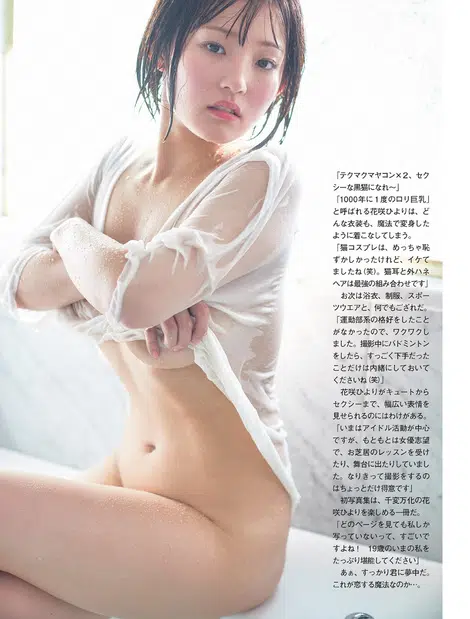 「テクマクマヤコン×2、セク
シーな黒猫になれ〜」
「1000年に1度のロリ巨乳」
と呼ばれる花咲ひよりは、ど
んな衣装も、魔法で変身した
ように着こなしてしまう。
「猫コスプレは、めっちゃ恥
ずかしかったけれど、イケて
ましたね(笑)。猫耳と外ハネ
ヘアは最強の組み合わせです」
お次は浴衣、制服、スポー
ツウエアと、何でもござれだ。
「運動部系の格好をしたこと
がなかったので、ワクワクし
ました。撮影中にバドミントン
をしたら、すっごく下手だった
ことだけは内緒にしておいて
くださいね(笑)」
花咲ひよりがキュートから
セクシーまで、幅広い表情を
見せられるのにはわけがある。
「いまはアイドル活動が中心
ですが、もともとは女優志望
で、お芝居のレッスンを受け
たり、舞台に出たりしていまし
た。なりきって撮影をするの
はちょっとだけ得意です」
初写真集は、千変万化の花
咲ひよりを楽しめる一冊だ。
「どのページを見ても私しか
写っていないって、すごいで
すよね! 19歳のいまの私を
たっぷり堪能してください」
あぁ、すっかり君に夢中だ。
これが恋する魔法なのか…。